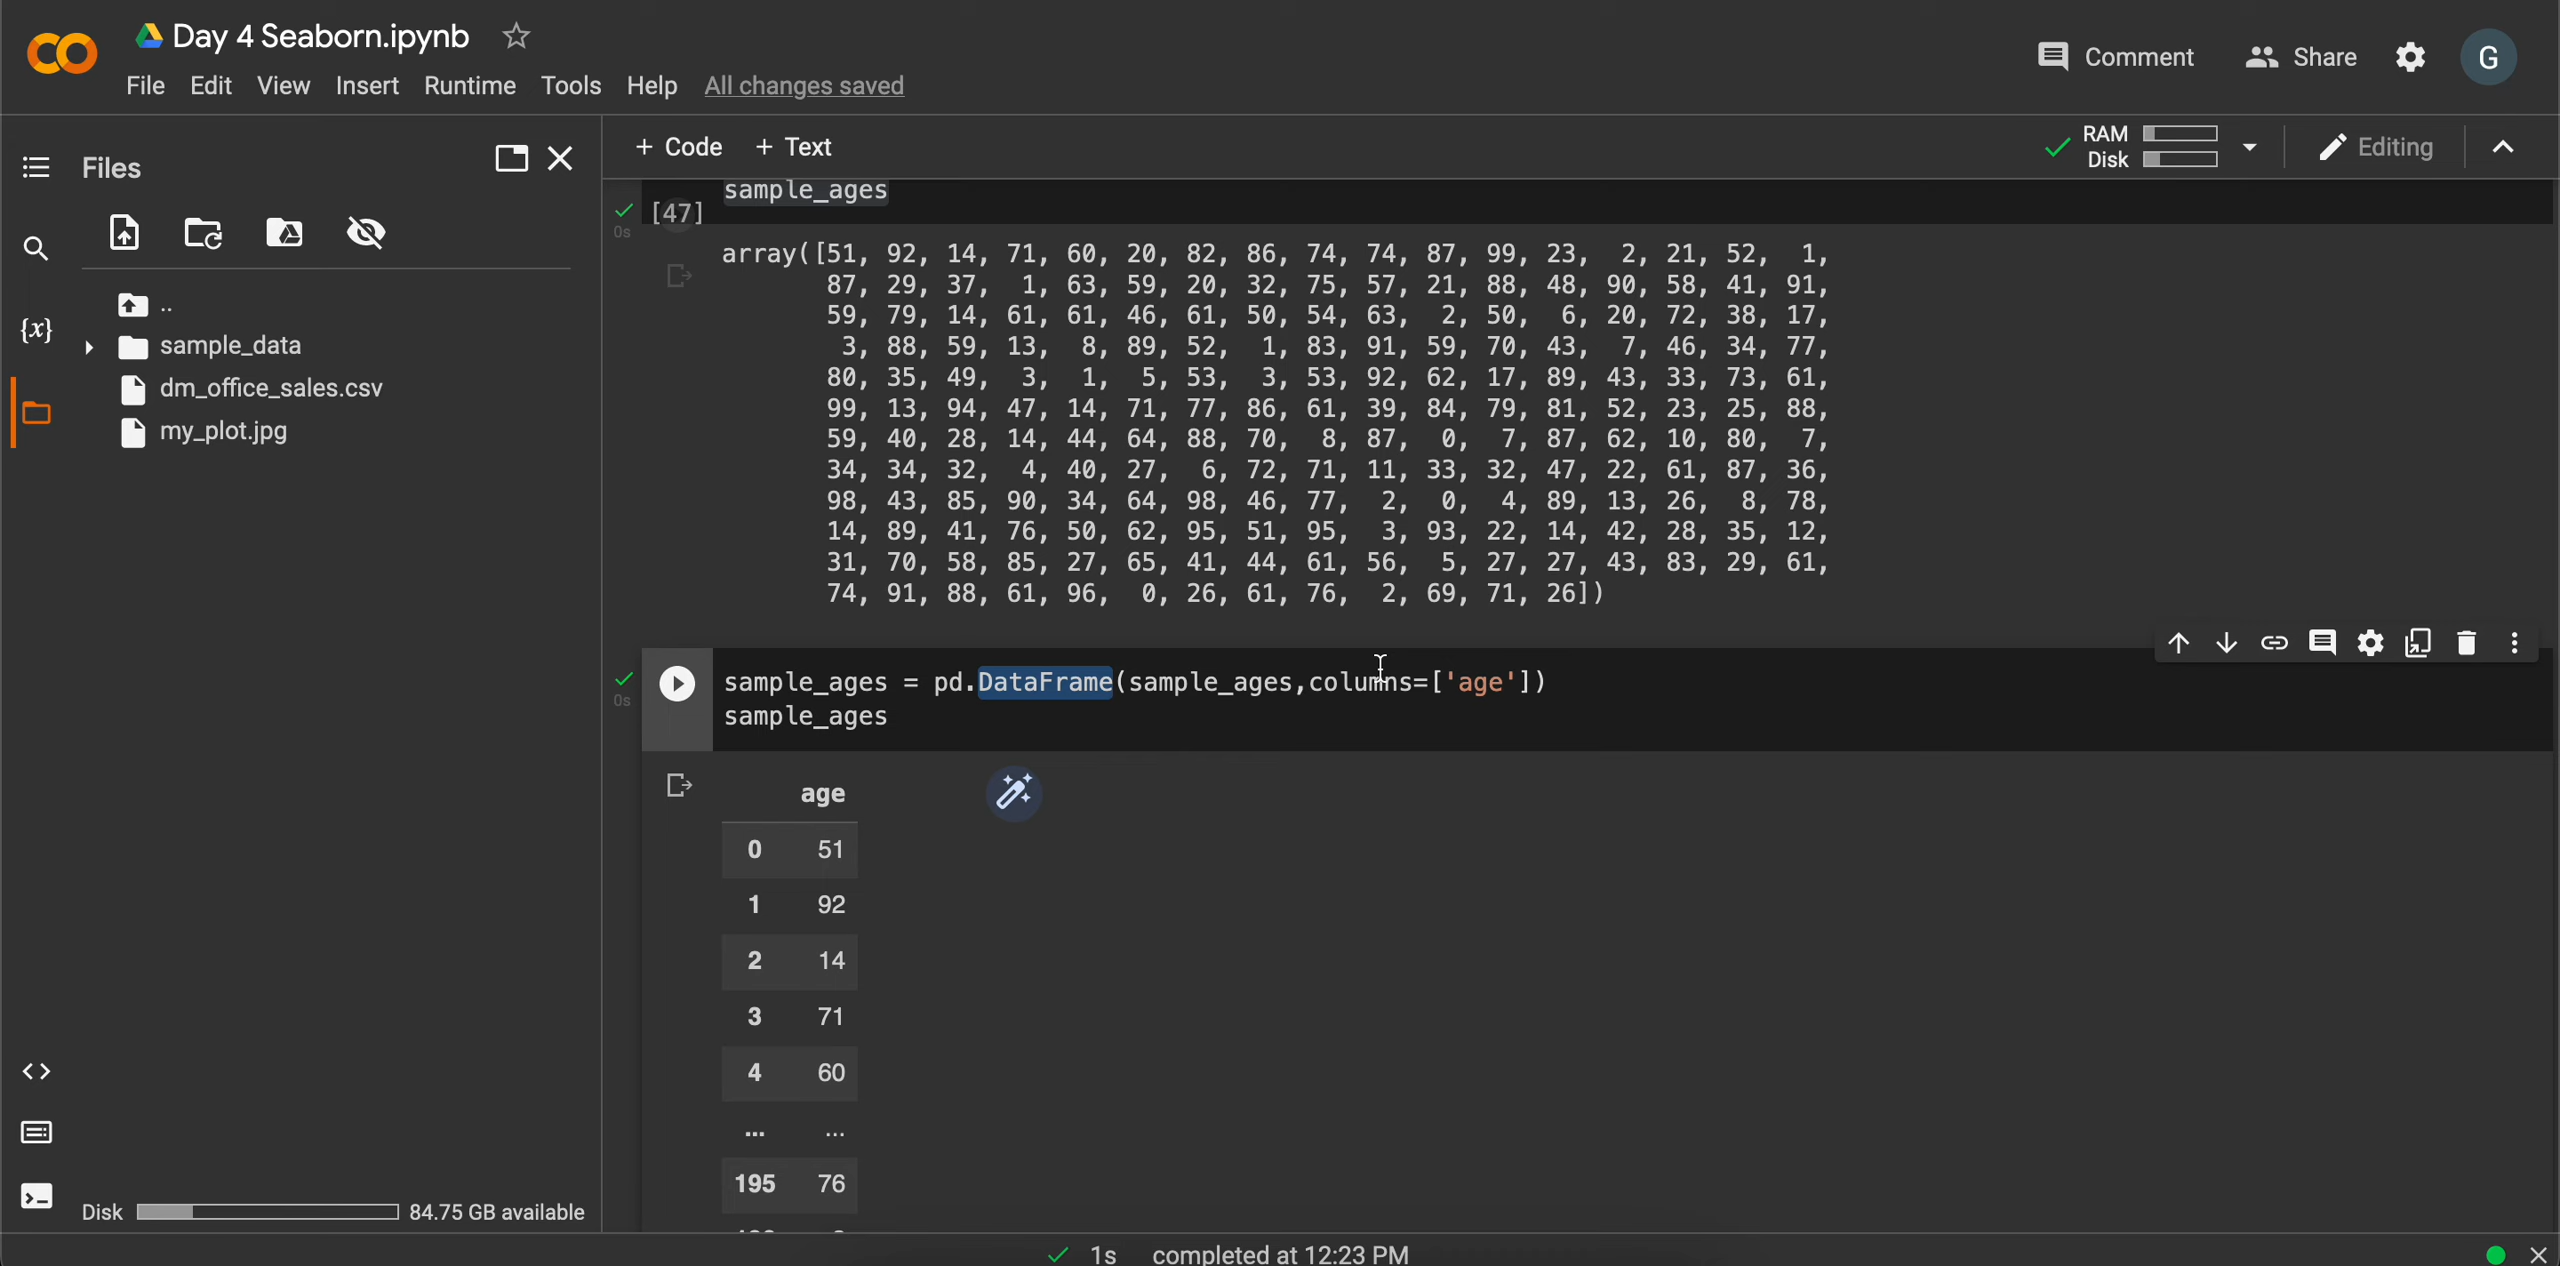 Day 4 Seaborn.ipynb
File Edit View Insert Runtime Tools Help All changes saved
Comment Share G
Files
+ Code + Text
RAM
Disk
Editing
..
{x}
sample_data
dm_office_sales.csv
my_plot.jpg
<>
Disk 84.75 GB available
sample_ages
[47]
0s
array([51, 92, 14, 71, 60, 20, 82, 86, 74, 74, 87, 99, 23, 2, 21, 52, 1,
87, 29, 37, 1, 63, 59, 20, 32, 75, 57, 21, 88, 48, 90, 58, 41, 91,
59, 79, 14, 61, 61, 46, 61, 50, 54, 63, 2, 50, 6, 20, 72, 38, 17,
3, 88, 59, 13, 8, 89, 52, 1, 83, 91, 59, 70, 43, 7, 46, 34, 77,
80, 35, 49, 3, 1, 5, 53, 3, 53, 92, 62, 17, 89, 43, 33, 73, 61,
99, 13, 94, 47, 14, 71, 77, 86, 61, 39, 84, 79, 81, 52, 23, 25, 88,
59, 40, 28, 14, 44, 64, 88, 70, 8, 87, 0, 7, 87, 62, 10, 80, 7,
34, 34, 32, 4, 40, 27, 6, 72, 71, 11, 33, 32, 47, 22, 61, 87, 36,
98, 43, 85, 90, 34, 64, 98, 46, 77, 2, 0, 4, 89, 13, 26, 8, 78,
14, 89, 41, 76, 50, 62, 95, 51, 95, 3, 93, 22, 14, 42, 28, 35, 12,
31, 70, 58, 85, 27, 65, 41, 44, 61, 56, 5, 27, 27, 43, 83, 29, 61,
74, 91, 88, 61, 96, 0, 26, 61, 76, 2, 69, 71, 26])
0s
sample_ages = pd.DataFrame(sample_ages,columns=['age'])
sample_ages
age
0 51
1 92
2 14
3 71
4 60
... ...
195 76
1s completed at 12:23 PM